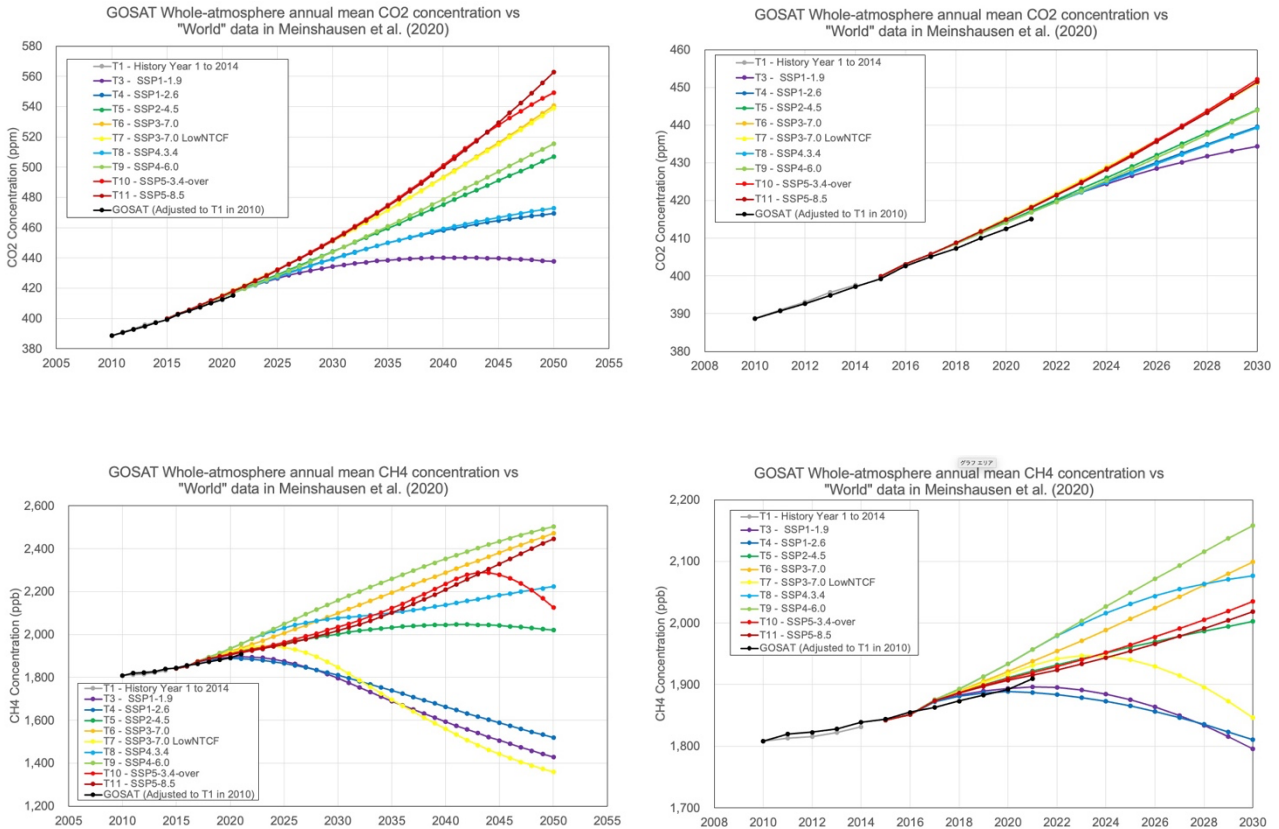 GOSAT Whole-atmosphere annual mean CO2 concentration vs
"World" data in Meinshausen et al. (2020)
CO2 Concentration (ppm)
580
560
540
520
500
480
460
440
420
400
380
T1 - History Year 1 to 2014
T3 - SSP1-1.9
T4 - SSP1-2.6
T5 - SSP2-4.5
T6 - SSP3-7.0
T7 - SSP3-7.0 LowNTCF
T8 - SSP4.3.4
T9 - SSP4-6.0
T10 - SSP5-3.4-over
T11 - SSP5-8.5
GOSAT (Adjusted to T1 in 2010)
2005 2010 2015 2020 2025 2030 2035 2040 2045 2050 2055
GOSAT Whole-atmosphere annual mean CO2 concentration vs
"World" data in Meinshausen et al. (2020)
CO2 Concentration (ppm)
460
450
440
430
420
410
400
390
380
T1 - History Year 1 to 2014
T3 - SSP1-1.9
T4 - SSP1-2.6
T5 - SSP2-4.5
T6 - SSP3-7.0
T7 - SSP3-7.0 LowNTCF
T8 - SSP4.3.4
T9 - SSP4-6.0
T10 - SSP5-3.4-over
T11 - SSP5-8.5
GOSAT (Adjusted to T1 in 2010)
2008 2010 2012 2014 2016 2018 2020 2022 2024 2026 2028 2030
GOSAT Whole-atmosphere annual mean CH4 concentration vs
"World" data in Meinshausen et al. (2020)
CH4 Concentration (ppb)
2,600
2,400
2,200
2,000
1,800
1,600
1,400
1,200
T1 - History Year 1 to 2014
T3 - SSP1-1.9
T4 - SSP1-2.6
T5 - SSP2-4.5
T6 - SSP3-7.0
T7 - SSP3-7.0 LowNTCF
T8 - SSP4.3.4
T9 - SSP4-6.0
T10 - SSP5-3.4-over
T11 - SSP5-8.5
GOSAT (Adjusted to T1 in 2010)
2005 2010 2015 2020 2025 2030 2035 2040 2045 2050 2055
グラフ エリア
GOSAT Whole-atmosphere annual mean CH4 concentration vs
"World" data in Meinshausen et al. (2020)
CH4 Concentration (ppb)
2,200
2,100
2,000
1,900
1,800
1,700
T1 - History Year 1 to 2014
T3 - SSP1-1.9
T4 - SSP1-2.6
T5 - SSP2-4.5
T6 - SSP3-7.0
T7 - SSP3-7.0 LowNTCF
T8 - SSP4.3.4
T9 - SSP4-6.0
T10 - SSP5-3.4-over
T11 - SSP5-8.5
GOSAT (Adjusted to T1 in 2010)
2008 2010 2012 2014 2016 2018 2020 2022 2024 2026 2028 2030